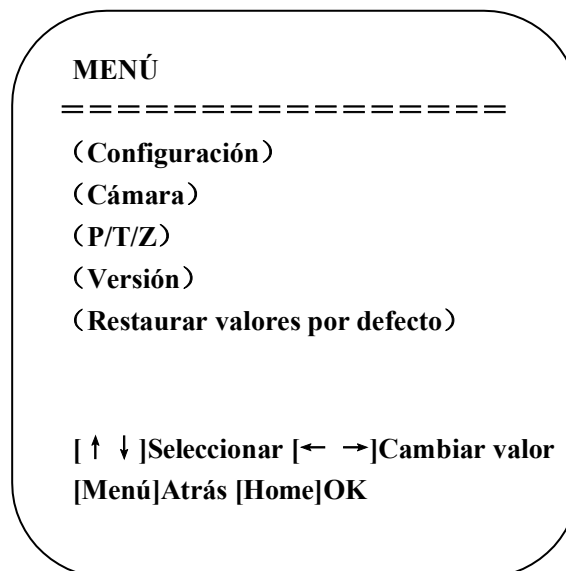 MENÚ
=================
（Configuración）
（Cámara）
（P/T/Z）
（Versión）
（Restaurar valores por defecto）
[↑ ↓]Seleccionar [← →]Cambiar valor
[Menú]Atrás [Home]OK